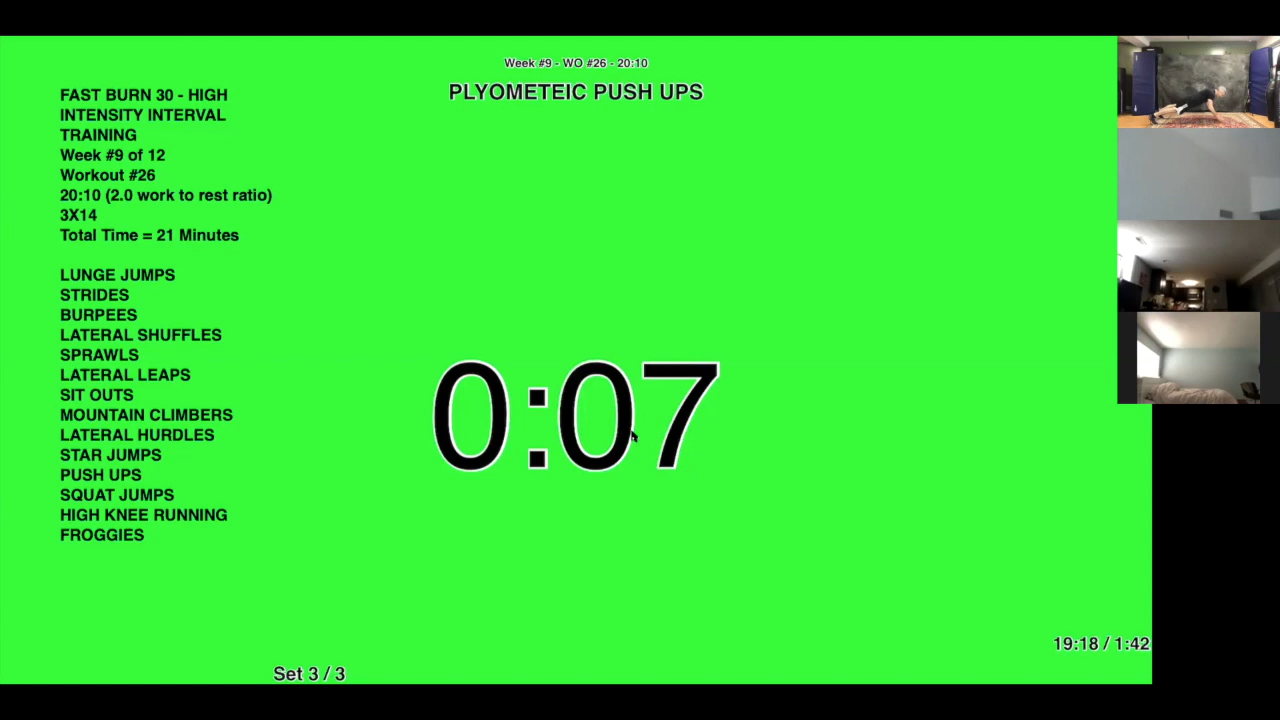 Week #9 - WO #26 - 20:10
PLYOMETEIC PUSH UPS
FAST BURN 30 - HIGH
INTENSITY INTERVAL
TRAINING
Week #9 of 12
Workout #26
20:10 (2.0 work to rest ratio)
3X14
Total Time = 21 Minutes
LUNGE JUMPS
STRIDES
BURPEES
LATERAL SHUFFLES
SPRAWLS
LATERAL LEAPS
SIT OUTS
MOUNTAIN CLIMBERS
LATERAL HURDLES
STAR JUMPS
PUSH UPS
SQUAT JUMPS
HIGH KNEE RUNNING
FROGGIES
0:07
19:18 / 1:42
Set 3 / 3